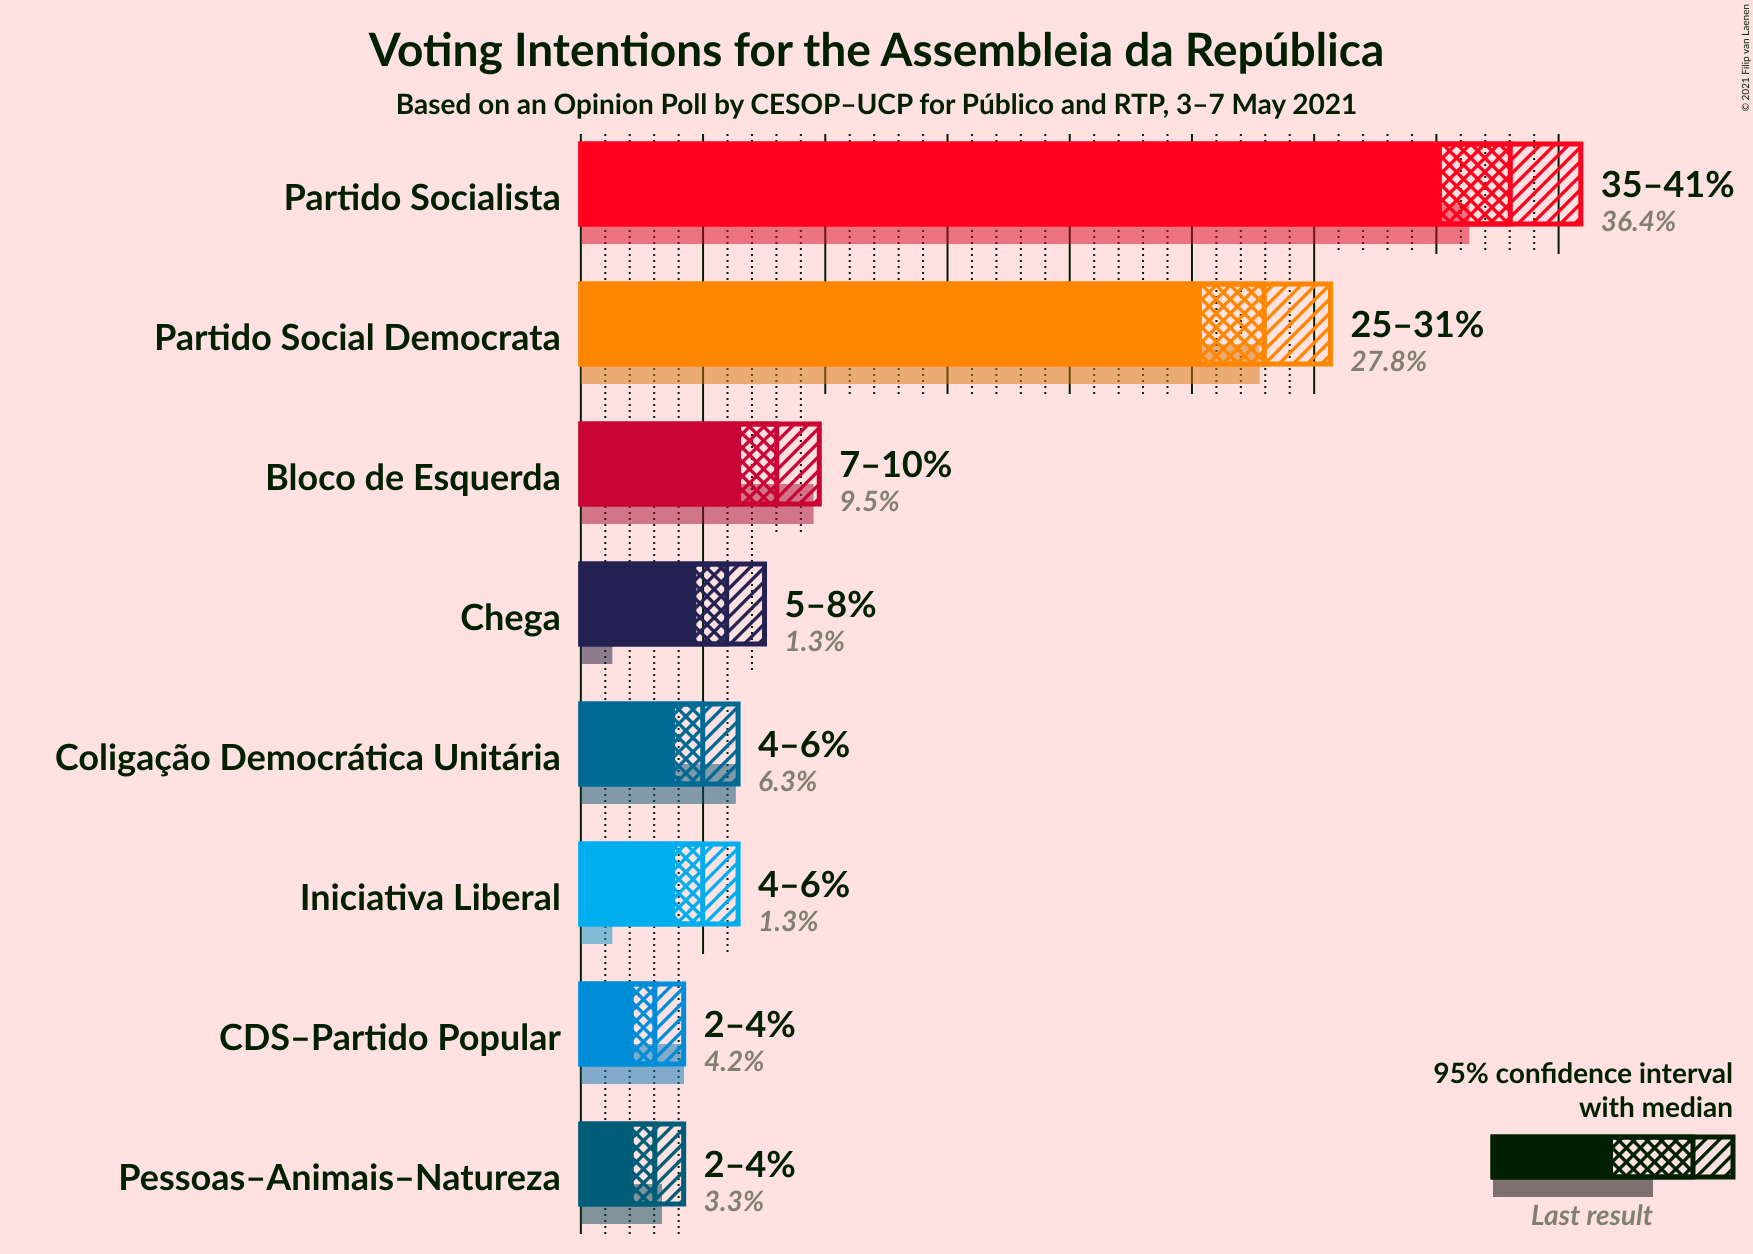 Voting Intentions for the Assembleia da República
Based on an Opinion Poll by CESOP–UCP for Público and RTP, 3–7 May 2021
© 2021 Filip van Laenen
Partido Socialista
35–41%
36.4%
Partido Social Democrata
25–31%
27.8%
Bloco de Esquerda
7–10%
9.5%
Chega
5–8%
1.3%
Coligação Democrática Unitária
4–6%
6.3%
Iniciativa Liberal
4–6%
1.3%
CDS–Partido Popular
2–4%
4.2%
Pessoas–Animais–Natureza
2–4%
3.3%
95% confidence interval
with median
Last result